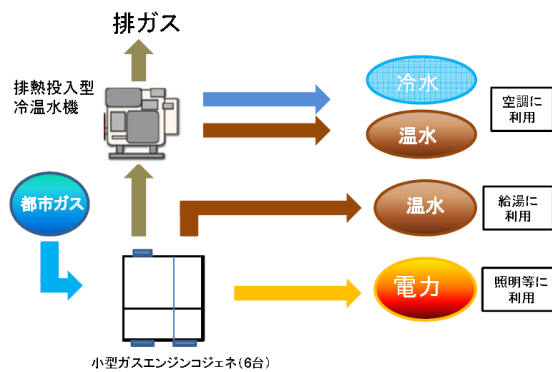 排ガス
排熱投入型
冷温水機
冷水
温水
空調に
利用
都市ガス
温水
給湯に
利用
電力
照明等に
利用
小型ガスエンジンコジェネ(6台)